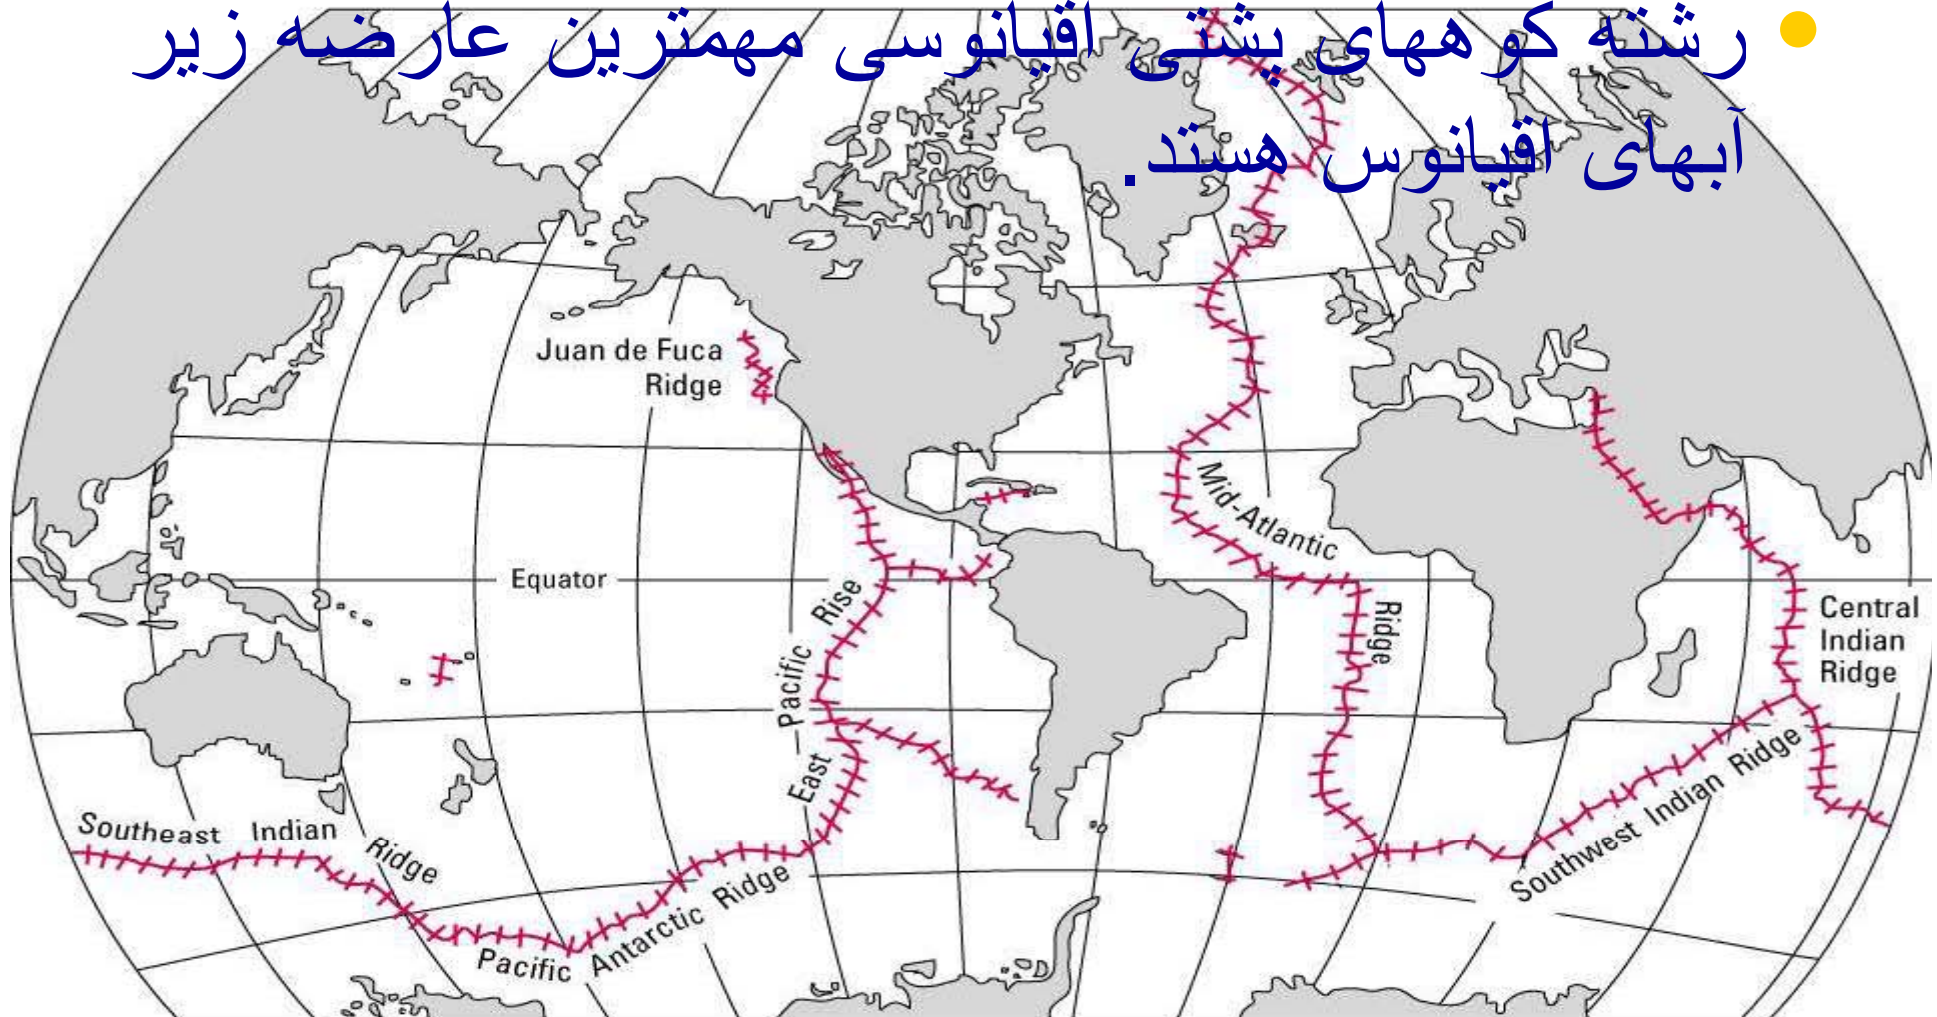 • رشته کوههای پشتی اقیانوسی مهمترین عارضه زیر
آبهای اقیانوس هستند.
Juan de Fuca
Ridge
Mid-Atlantic
Ridge
Equator
East Pacific Rise
Central
Indian
Ridge
Southeast Indian Ridge
Pacific Antarctic Ridge
Southwest Indian Ridge